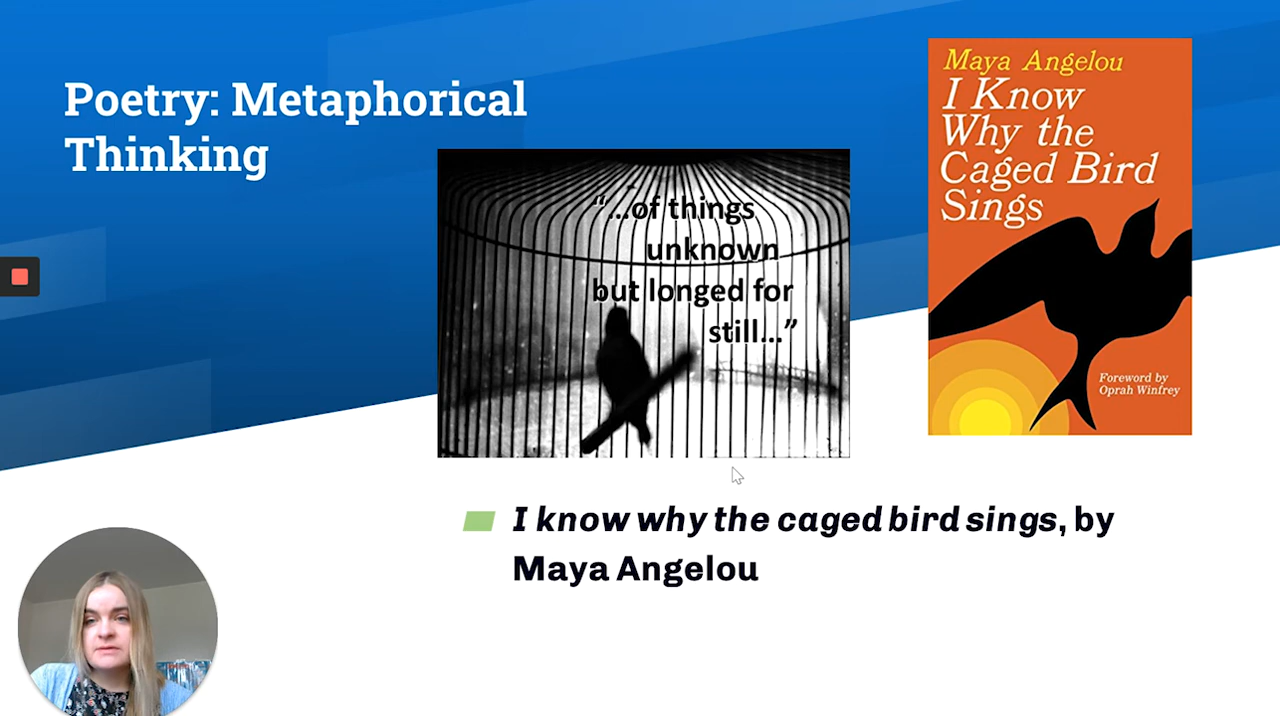 Poetry: Metaphorical
Thinking
“...of things
unknown
but longed for
still...”
Maya Angelou
I Know
Why the
Caged Bird
Sings
Foreword by
Oprah Winfrey
I know why the caged bird sings, by
Maya Angelou